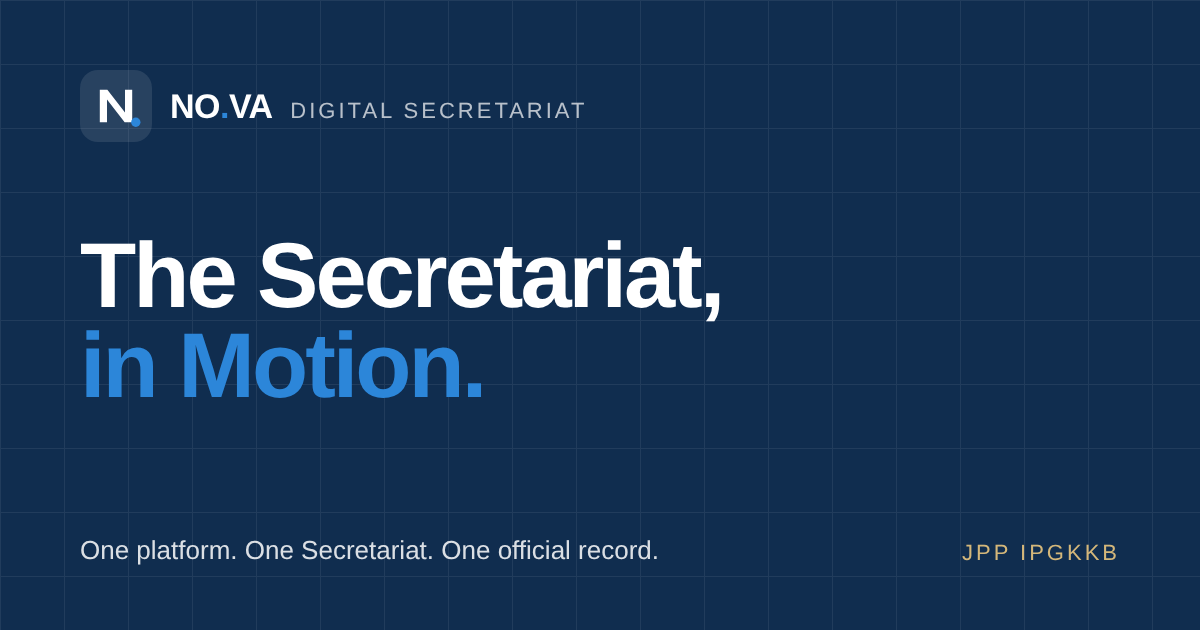 N.
NO.VA DIGITAL SECRETARIAT
The Secretariat,
in Motion.
One platform. One Secretariat. One official record.
JPP IPGKKB